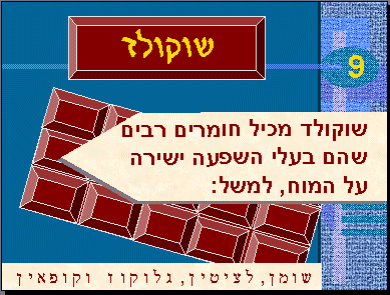 שוקולד
9
שוקולד מכיל חומרים רבים
שהם בעלי השפעה ישירה
על המוח, למשל:
שומן, לציטין, גלוקוז וקופאין